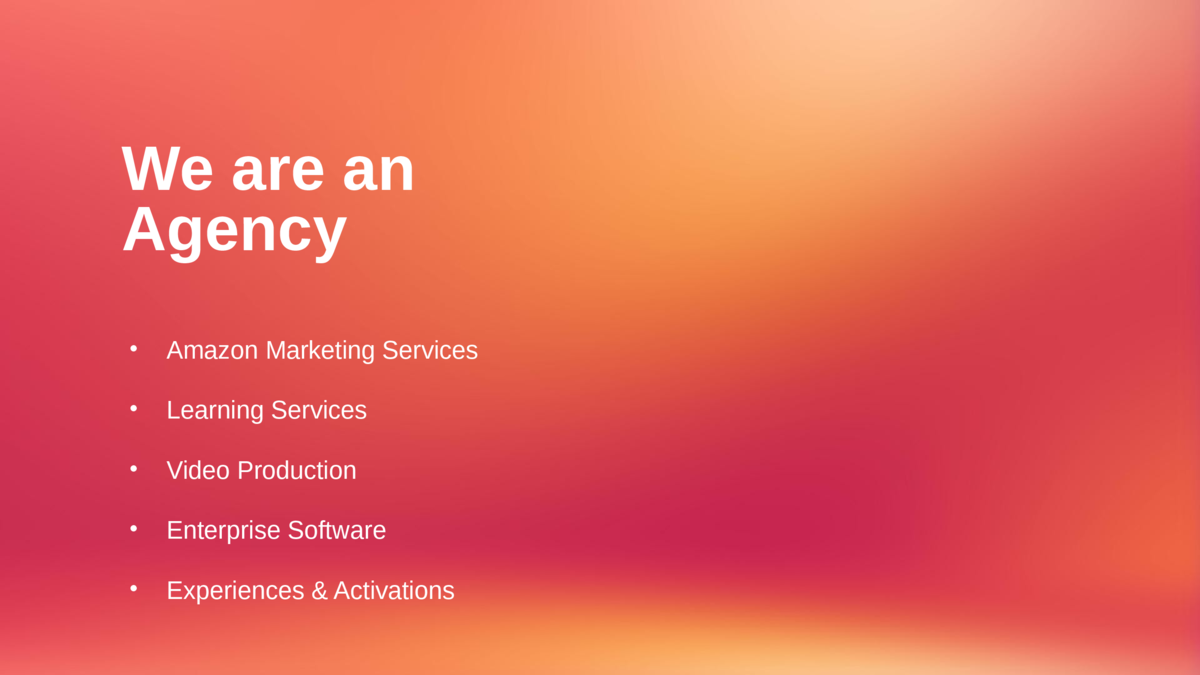 We are an
Agency
• Amazon Marketing Services
• Learning Services
• Video Production
• Enterprise Software
• Experiences & Activations